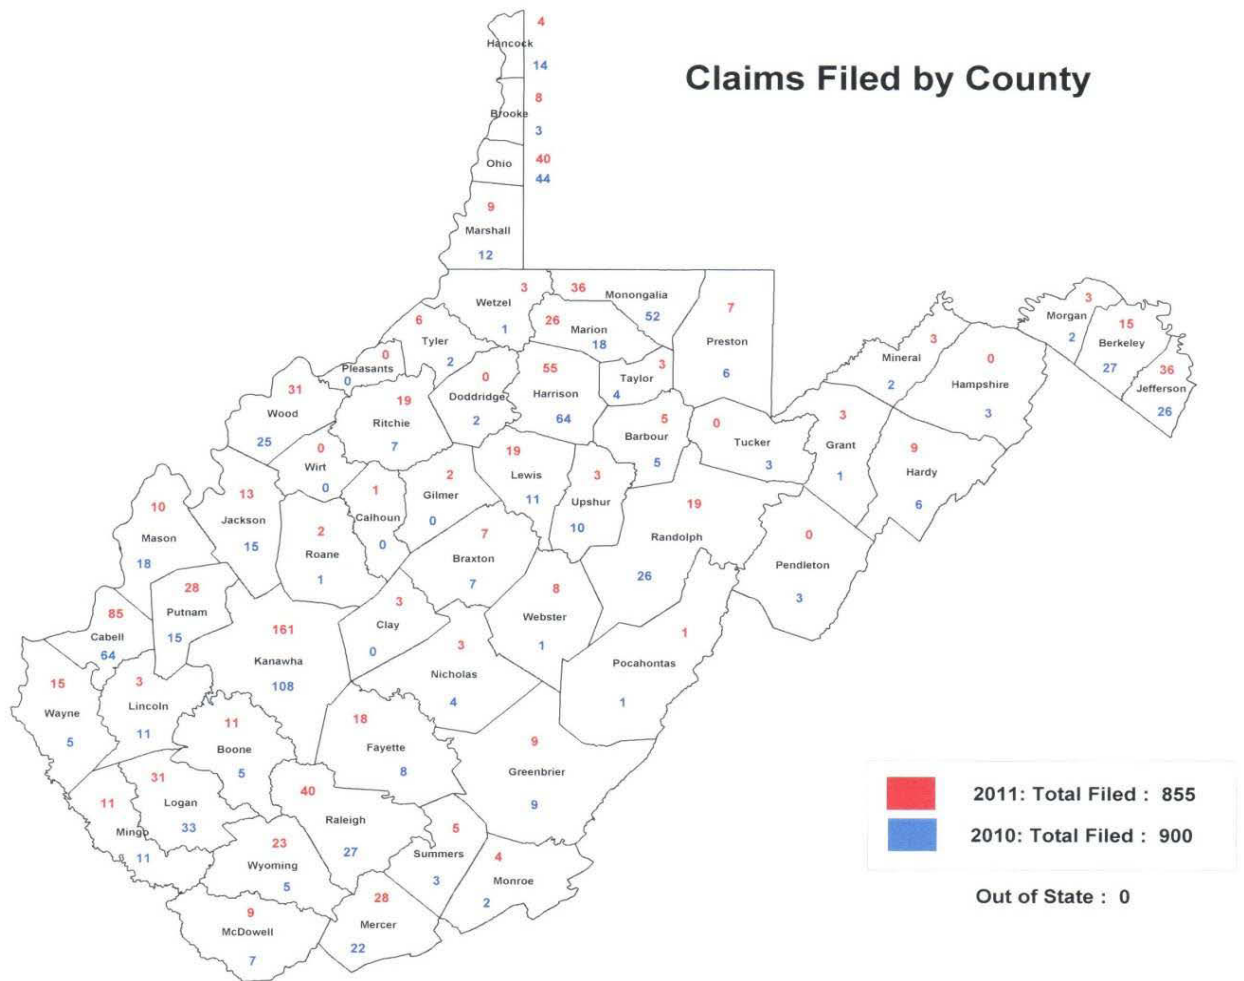 Claims Filed by County
4
Hancock
14
8
Brooke
3
40
Ohio
44
9
Marshall
12
3
Wetzel
1
36
Monongalia
52
7
Preston
6
26
Marion
18
6
Tyler
2
0
Pleasants
0
31
Wood
25
19
Ritchie
7
0
Doddridge
2
55
Harrison
64
3
Taylor
4
5
Barbour
5
0
Tucker
3
3
Mineral
2
0
Hampshire
3
3
Morgan
2
15
Berkeley
27
36
Jefferson
26
3
Grant
1
9
Hardy
6
0
Wirt
0
13
Jackson
15
10
Mason
18
2
Roane
1
1
Calhoun
0
2
Gilmer
0
19
Lewis
11
3
Upshur
10
19
Randolph
26
0
Pendleton
3
7
Braxton
7
8
Webster
1
3
Clay
0
28
Putnam
15
85
Cabell
64
161
Kanawha
108
3
Nicholas
4
1
Pocahontas
1
15
Wayne
5
3
Lincoln
11
11
Boone
5
18
Fayette
8
9
Greenbrier
9
11
Mingo
11
31
Logan
33
40
Raleigh
27
23
Wyoming
5
5
Summers
3
4
Monroe
2
28
Mercer
22
9
McDowell
7
2011: Total Filed : 855
2010: Total Filed : 900
Out of State : 0